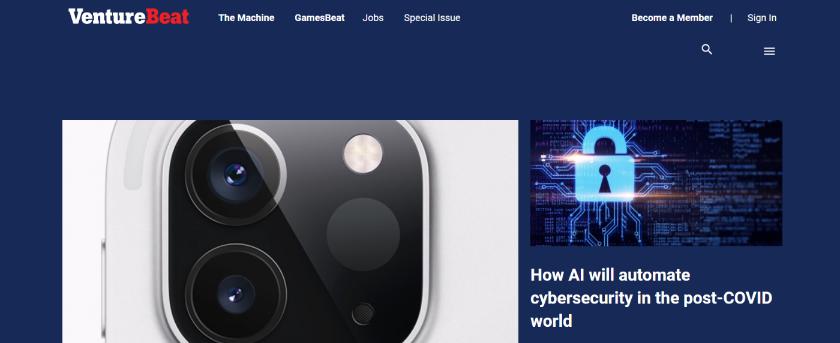 VentureBeat The Machine GamesBeat Jobs Special Issue Become a Member | Sign In
How AI will automate
cybersecurity in the post-COVID
world